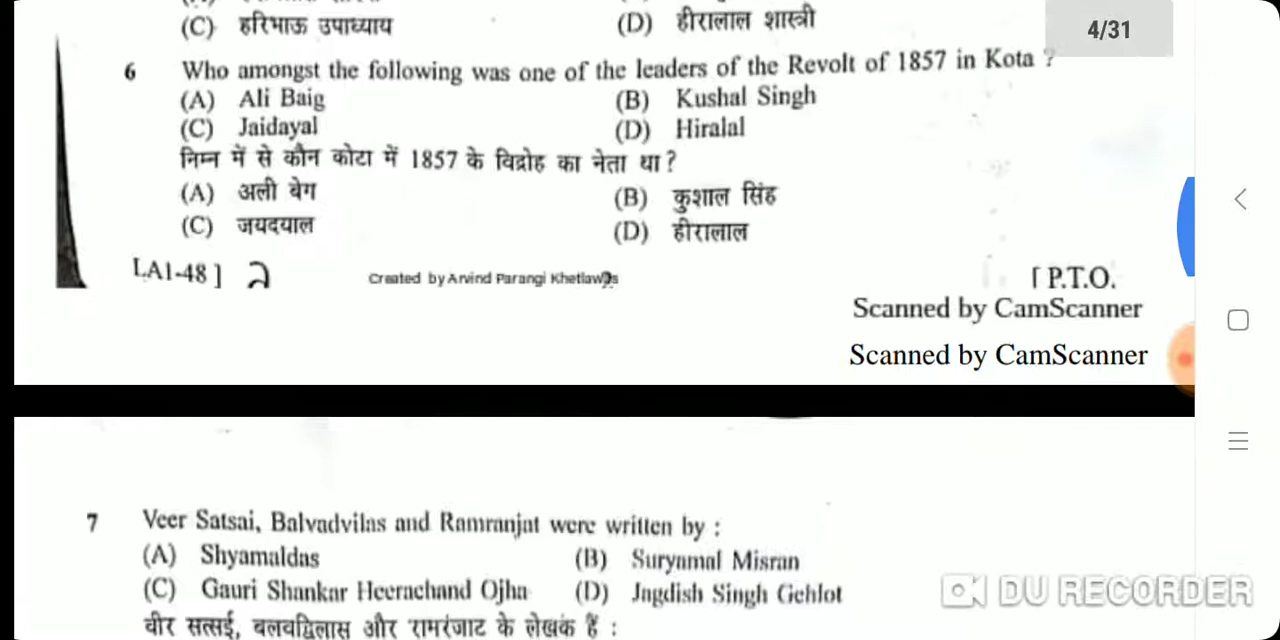 (C) हरिभाऊ उपाध्याय (D) हीरालाल शास्त्री
4/31
6 Who amongst the following was one of the leaders of the Revolt of 1857 in Kota ?
(A) Ali Baig (B) Kushal Singh
(C) Jaidayal (D) Hiralal
निम्न में से कौन कोटा में 1857 के विद्रोह का नेता था?
(A) अली बेग (B) कुशाल सिंह
(C) जयदयाल (D) हीरालाल
LA1-48 ] 2 Created by Arvind Parangi [ P.T.O.
Scanned by CamScanner
Scanned by CamScanner
7 Veer Satsai, Balvadvilas and Ramranjat were written by :
(A) Shyamaldas (B) Suryamal Misran
(C) Gauri Shankar Heerachand Ojha (D) Jagdish Singh Gehlot
DU RECORDER
वीर सत्सई, बलवद्विलास और रामरंजाट के लेखक हैं :